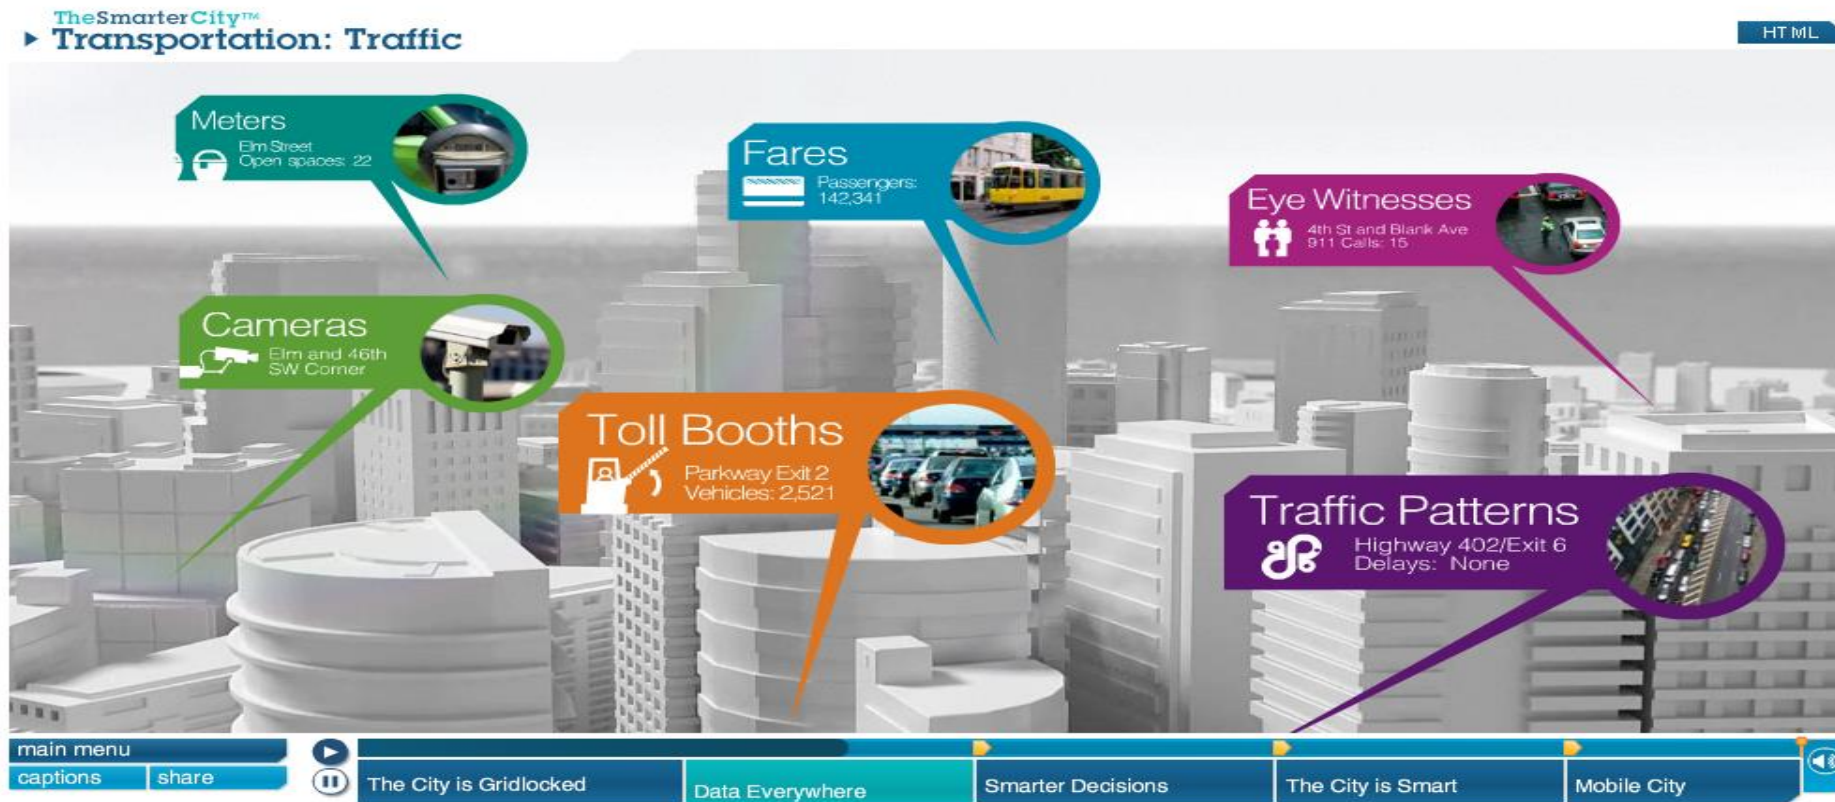 TheSmarterCity™
Transportation: Traffic
HTML
Meters
Elm Street
Open spaces: 22
Fares
Passengers:
142,341
Eye Witnesses
4th St and Blank Ave
911 Calls: 15
Cameras
Elm and 46th
SW Corner
Toll Booths
Parkway Exit 2
Vehicles: 2,521
Traffic Patterns
Highway 402/Exit 6
Delays: None
main menu
captions
share
The City is Gridlocked
Data Everywhere
Smarter Decisions
The City is Smart
Mobile City